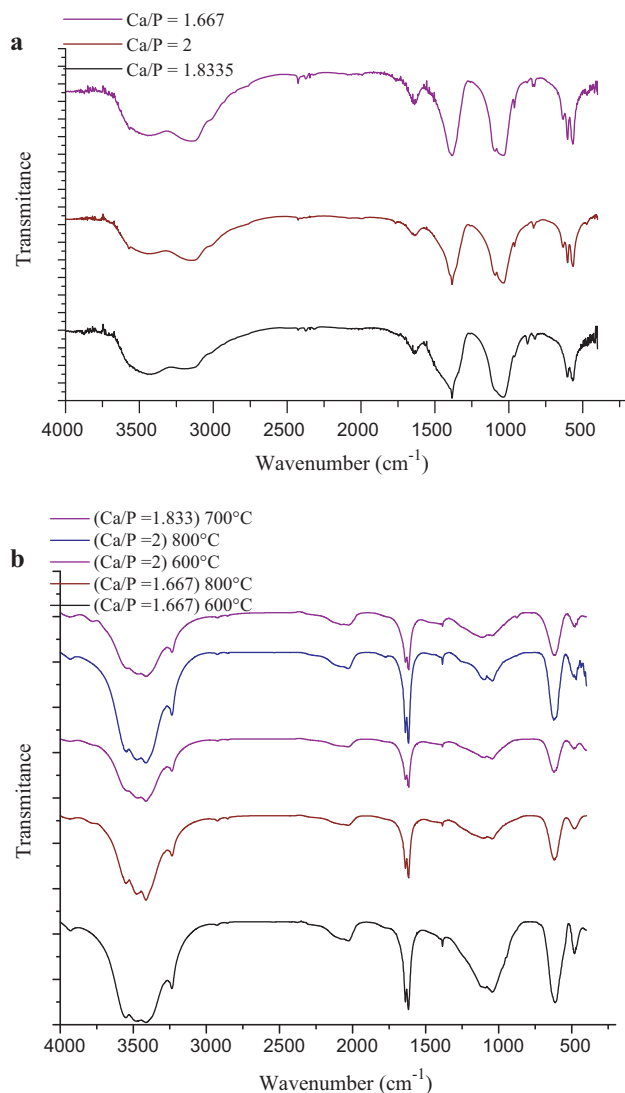 a
Ca/P = 1.667
Ca/P = 2
Ca/P = 1.8335
Transmitance
4000 3500 3000 2500 2000 1500 1000 500
Wavenumber (cm⁻¹)
b
(Ca/P =1.833) 700°C
(Ca/P =2) 800°C
(Ca/P =2) 600°C
(Ca/P =1.667) 800°C
(Ca/P =1.667) 600°C
Transmitance
4000 3500 3000 2500 2000 1500 1000 500
Wavenumber (cm⁻¹)